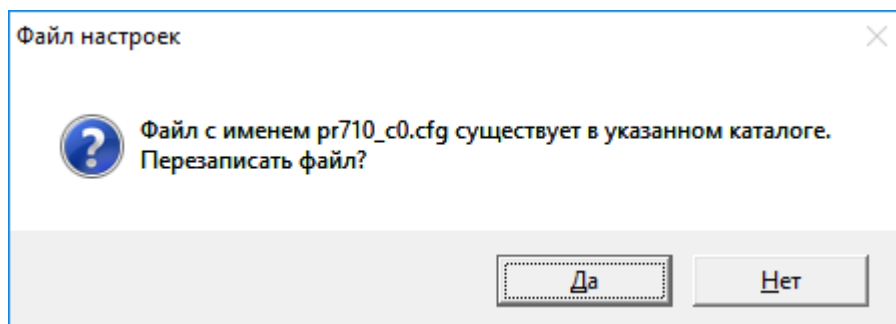 Файл настроек
Файл с именем pr710_c0.cfg существует в указанном каталоге.
Перезаписать файл?
Да
Нет